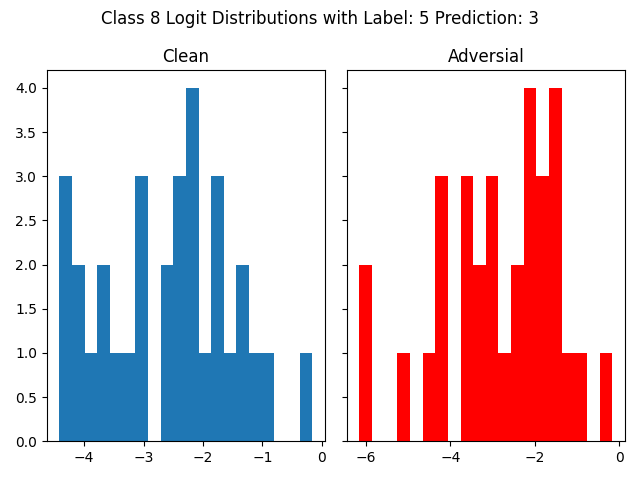 Class 8 Logit Distributions with Label: 5 Prediction: 3
Clean
Adversial
4.0
3.5
3.0
2.5
2.0
1.5
1.0
0.5
0.0
−4 −3 −2 −1 0
−6 −4 −2 0